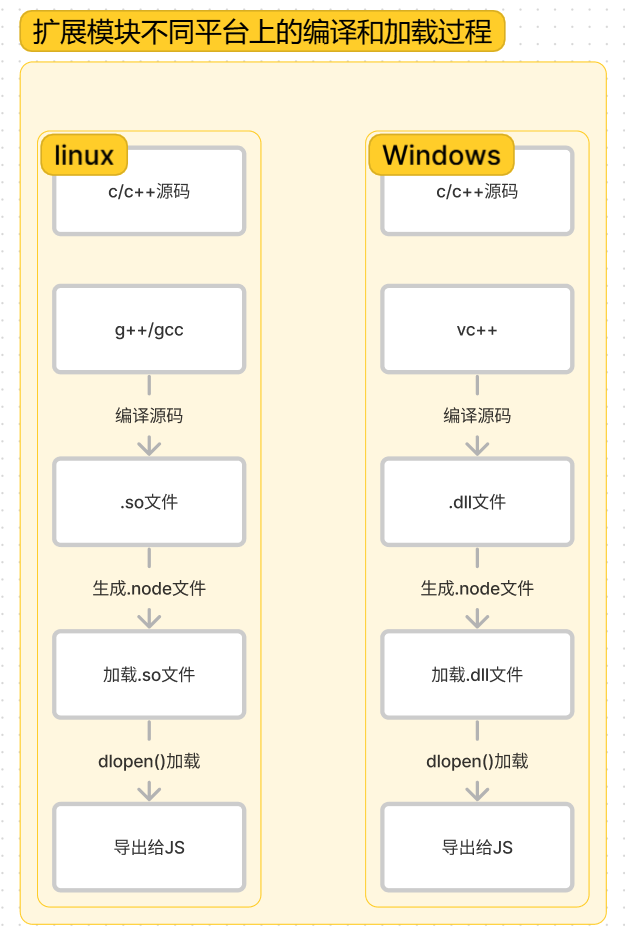 扩展模块不同平台上的编译和加载过程
linux
c/c++源码
g++/gcc
编译源码
.so文件
生成.node文件
加载.so文件
dlopen()加载
导出给JS
Windows
c/c++源码
vc++
编译源码
.dll文件
生成.node文件
加载.dll文件
dlopen()加载
导出给JS